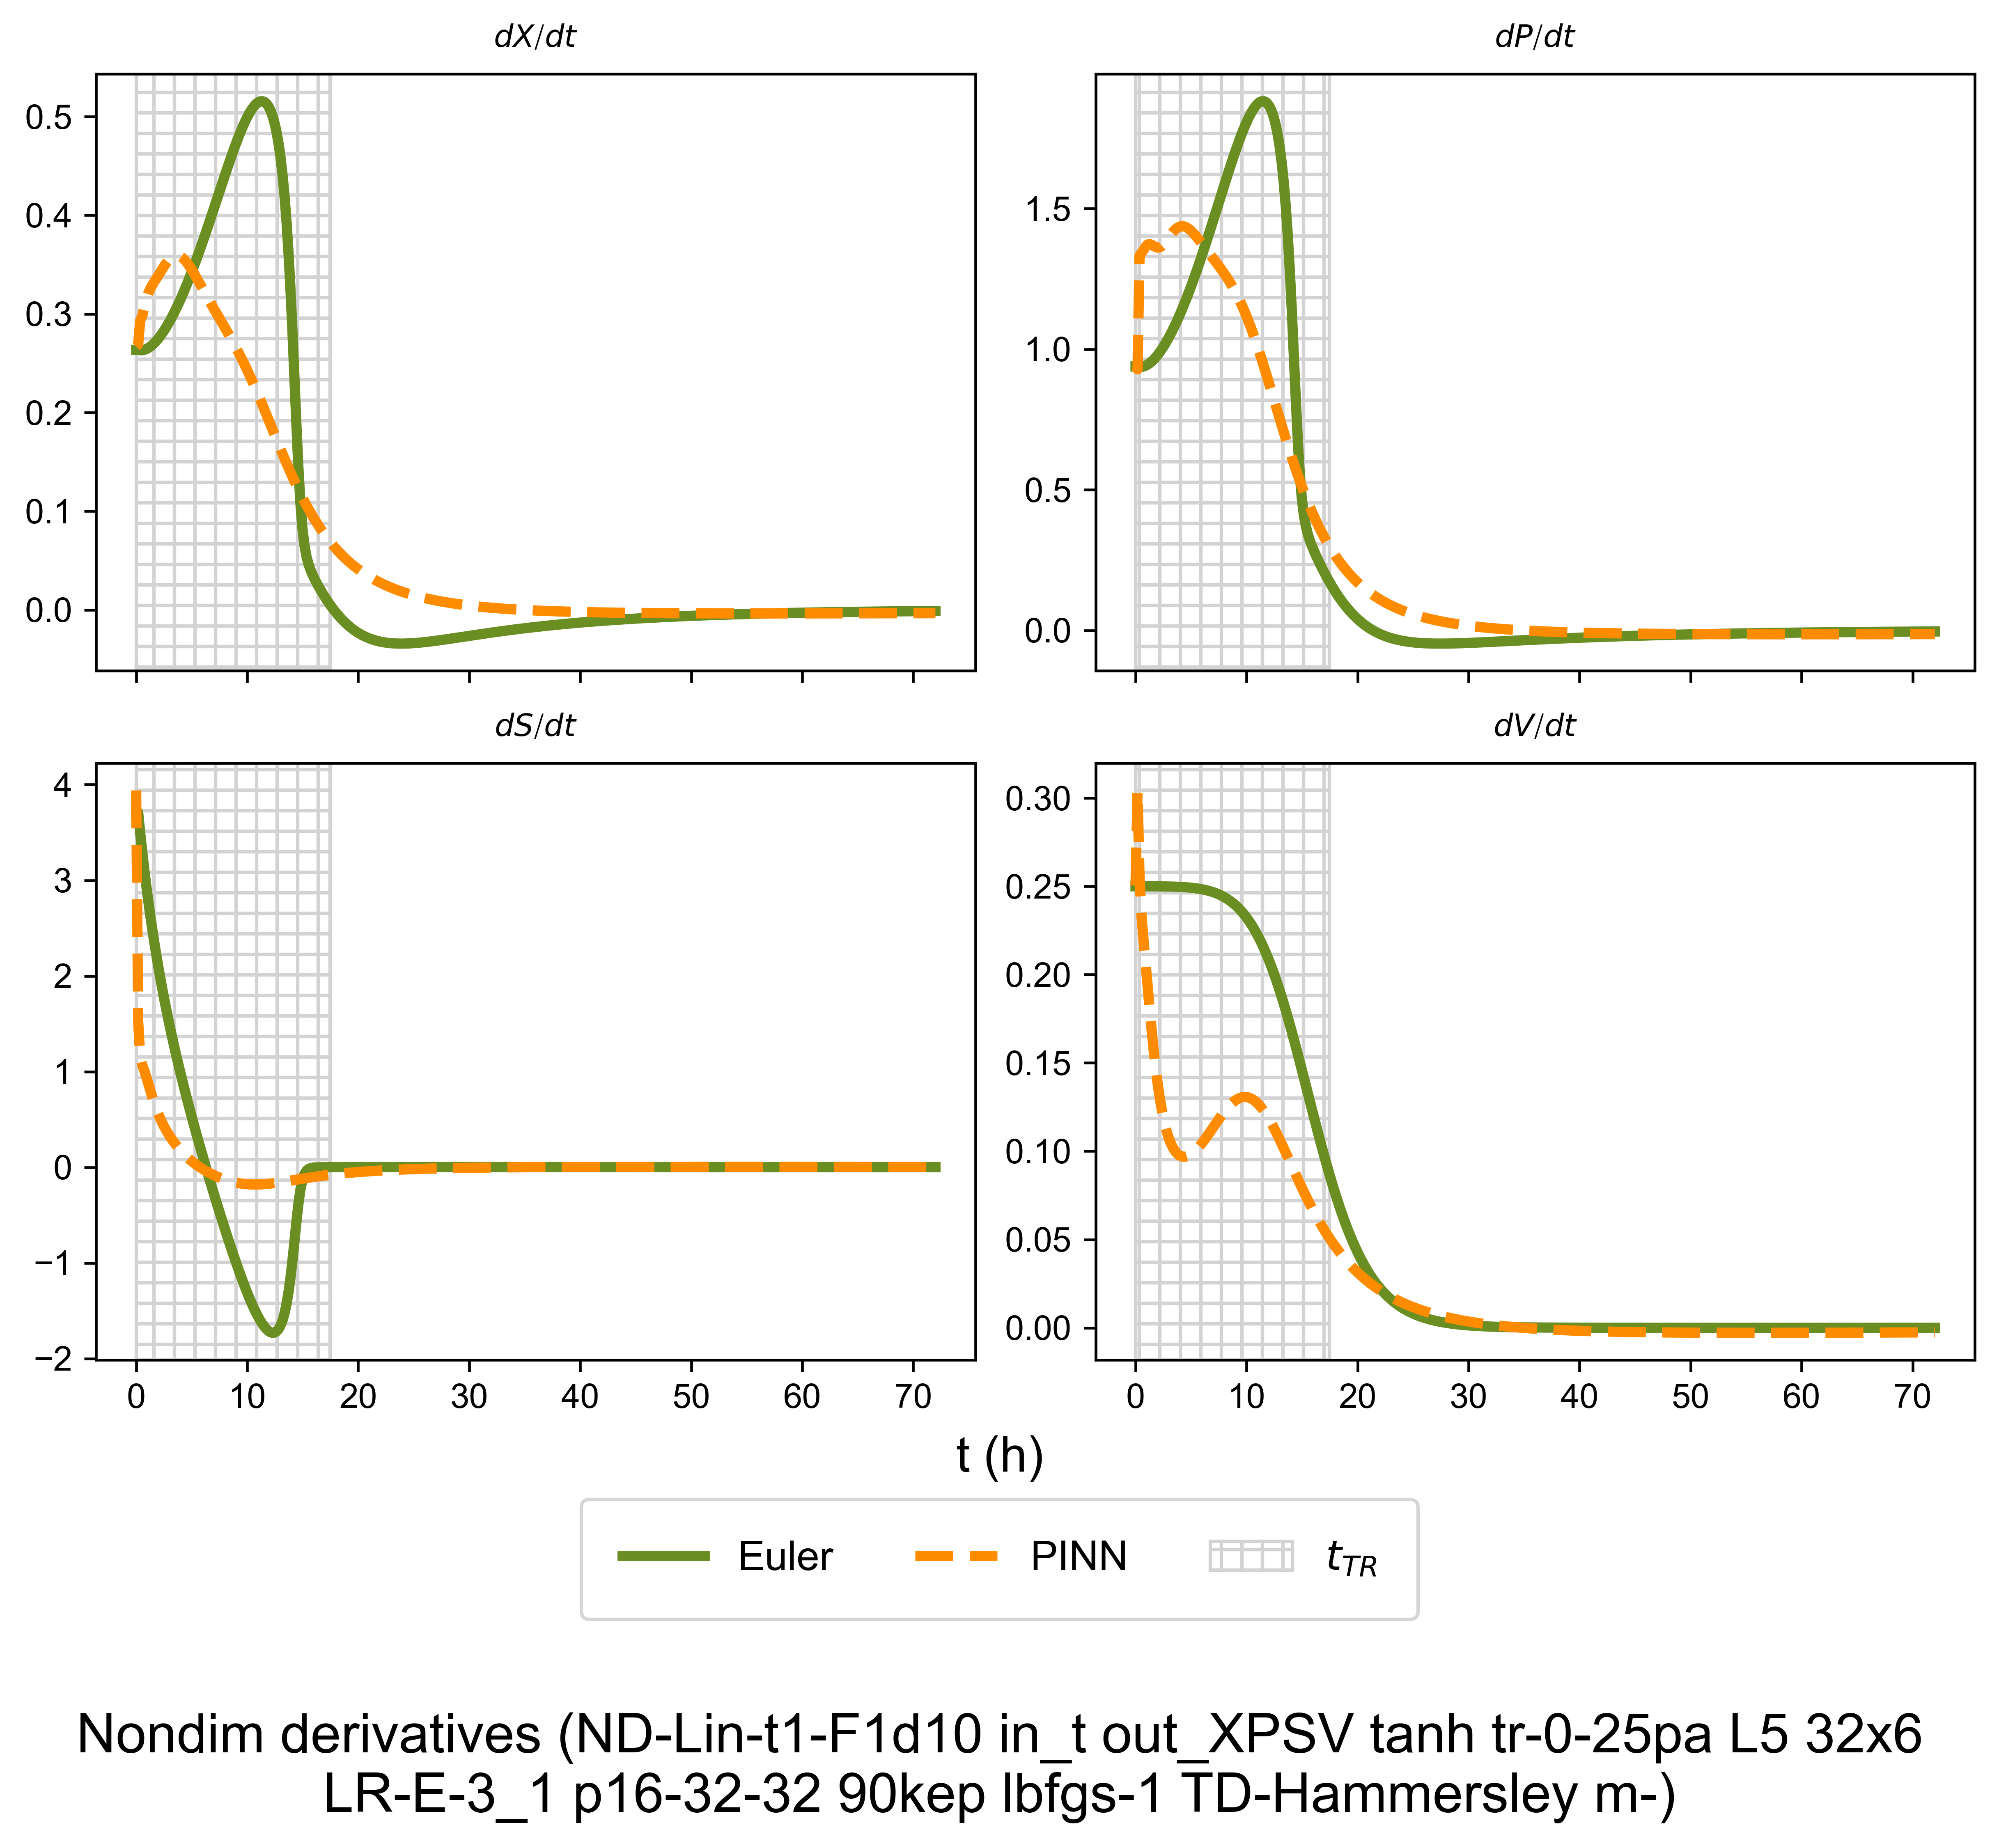 dX/dt
dP/dt
0.5
0.4
0.3
0.2
0.1
0.0
1.5
1.0
0.5
0.0
dS/dt
dV/dt
4
3
2
1
0
−1
−2
0 10 20 30 40 50 60 70
0.30
0.25
0.20
0.15
0.10
0.05
0.00
0 10 20 30 40 50 60 70
t (h)
Euler PINN t_TR
Nondim derivatives (ND-Lin-t1-F1d10 in_t out_XPSV tanh tr-0-25pa L5 32x6
LR-E-3_1 p16-32-32 90kep lbfgs-1 TD-Hammersley m-)